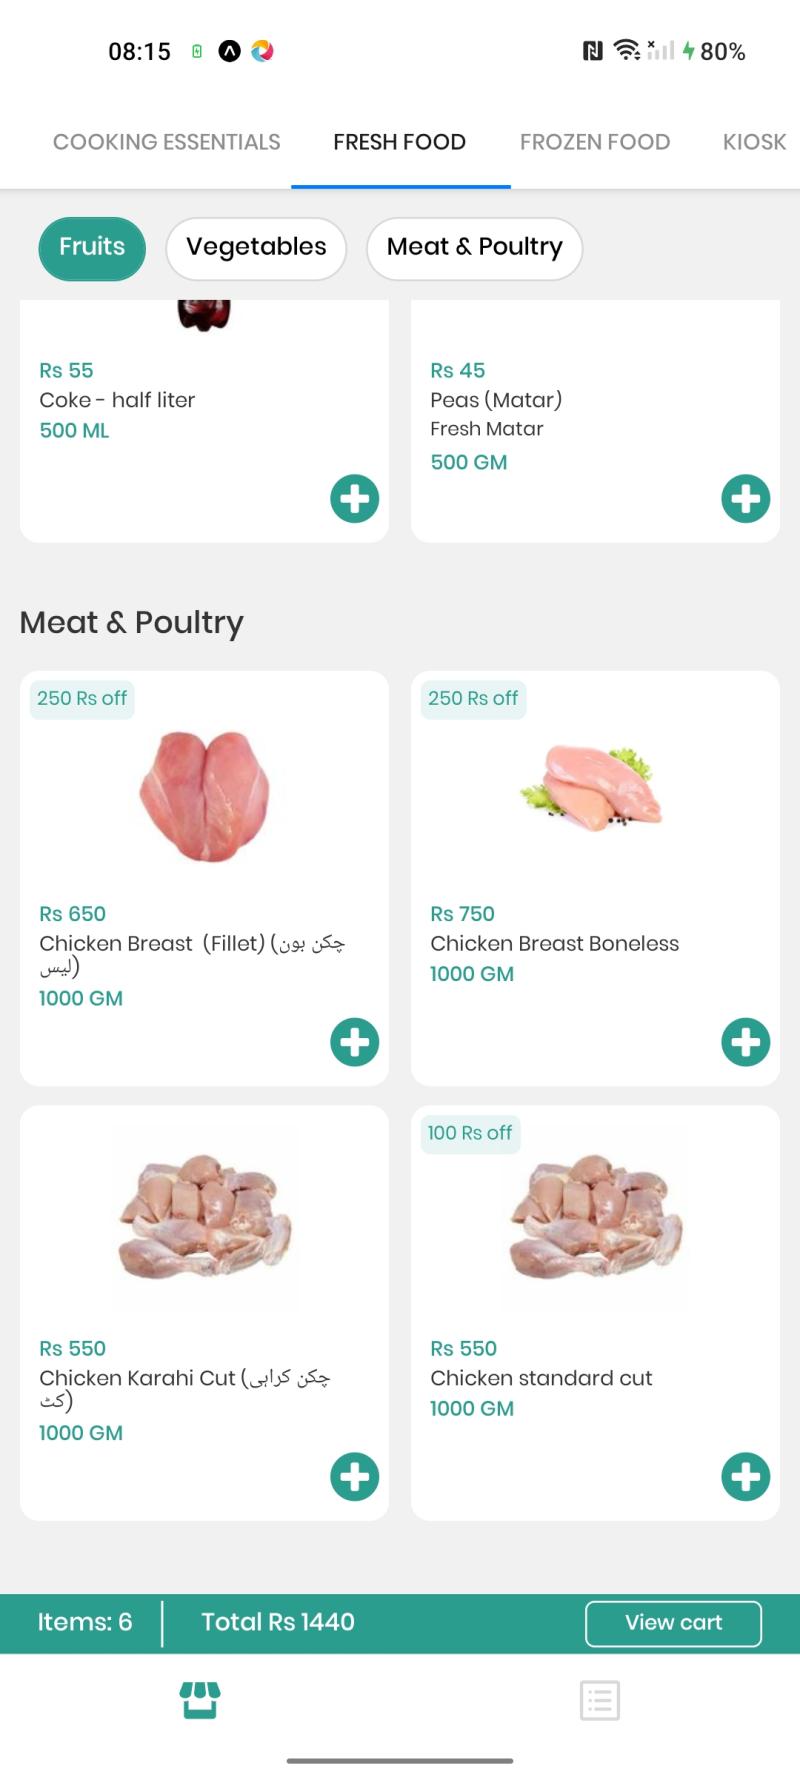 08:15
80%
COOKING ESSENTIALS
FRESH FOOD
FROZEN FOOD
KIOSK
Fruits
Vegetables
Meat & Poultry
Rs 55
Coke - half liter
500 ML
Rs 45
Peas (Matar)
Fresh Matar
500 GM
Meat & Poultry
250 Rs off
Rs 650
Chicken Breast (Fillet) (چکن بون
لیس)
1000 GM
250 Rs off
Rs 750
Chicken Breast Boneless
1000 GM
Rs 550
Chicken Karahi Cut (چکن کراہی
کٹ)
1000 GM
100 Rs off
Rs 550
Chicken standard cut
1000 GM
Items: 6
Total Rs 1440
View cart